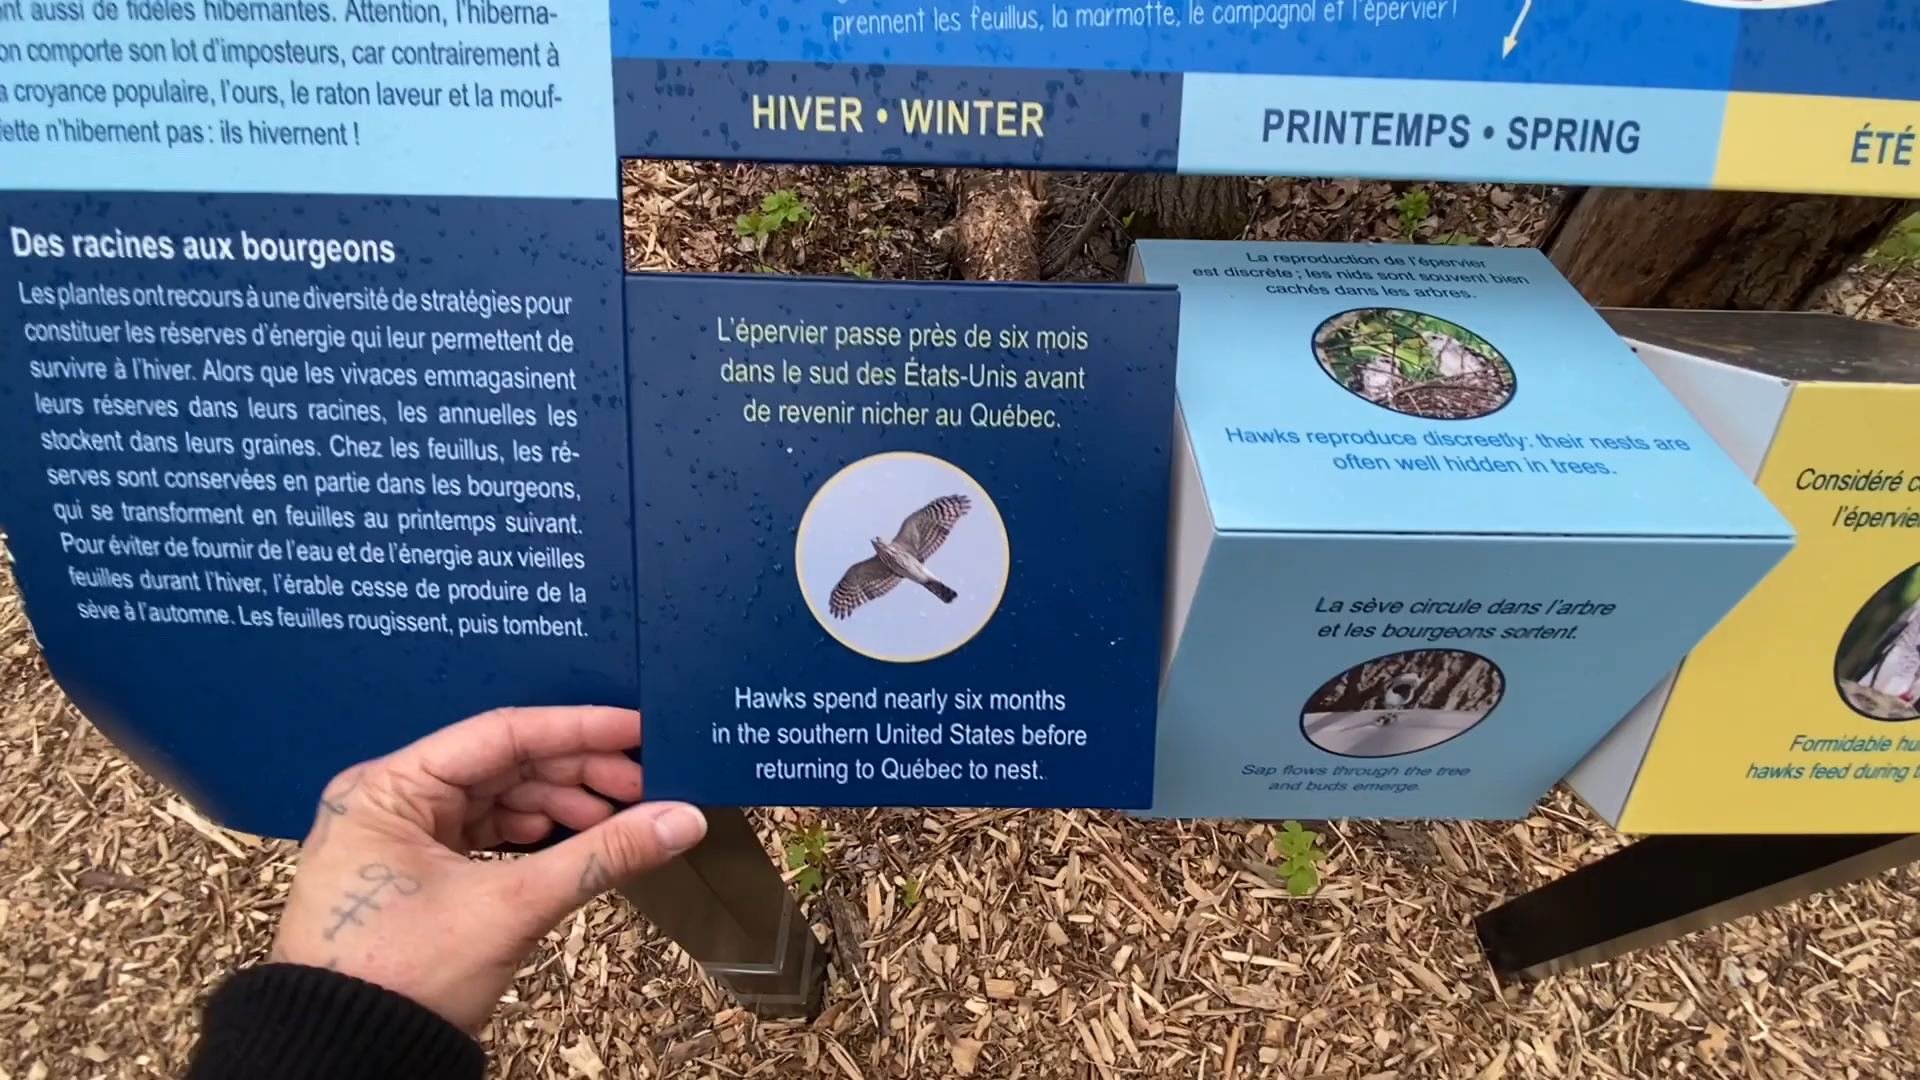 aussi de fidèles hibernantes. Attention, l'hiberna-
comporte son lot d'imposteurs, car contrairement à
croyance populaire, l'ours, le raton laveur et la mouf-
n'hibernent pas : ils hivernent !
Des racines aux bourgeons
Les plantes ont recours à une diversité de stratégies pour
constituer les réserves d'énergie qui leur permettent de
survivre à l'hiver. Alors que les vivaces emmagasinent
leurs réserves dans leurs racines, les annuelles les
stockent dans leurs graines. Chez les feuillus, les ré-
serves sont conservées en partie dans les bourgeons,
qui se transforment en feuilles au printemps suivant.
Pour éviter de fournir de l'eau et de l'énergie aux vieilles
feuilles durant l'hiver, l'érable cesse de produire de la
sève à l'automne. Les feuilles rougissent, puis tombent.
prennent les feuillus, la marmotte, le campagnol et l'épervier !
HIVER • WINTER
PRINTEMPS • SPRING
ÉTÉ
L'épervier passe près de six mois
dans le sud des États-Unis avant
de revenir nicher au Québec.
Hawks spend nearly six months
in the southern United States before
returning to Québec to nest.
La reproduction de l'épervier
est discrète ; les nids sont souvent bien
cachés dans les arbres.
Hawks reproduce discreetly: their nests are
often well hidden in trees.
La sève circule dans l'arbre
et les bourgeons sortent.
Sap flows through the tree
and buds emerge.
Considéré
l'épervie
Formidable
hawks feed during